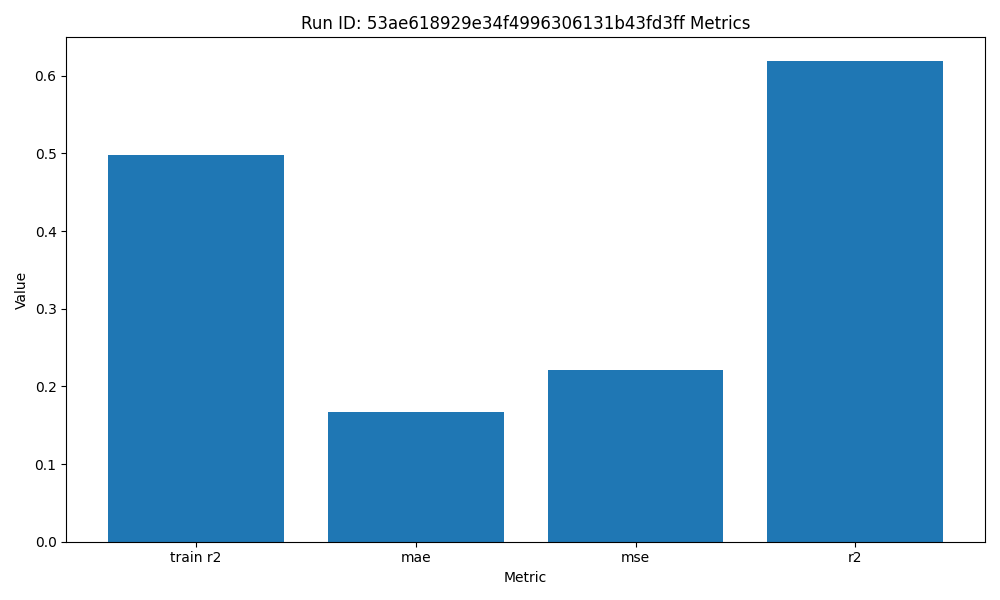 Run ID: 53ae618929e34f4996306131b43fd3ff Metrics
0.6
0.5
0.4
0.3
0.2
0.1
0.0
Value
train r2
mae
mse
r2
Metric